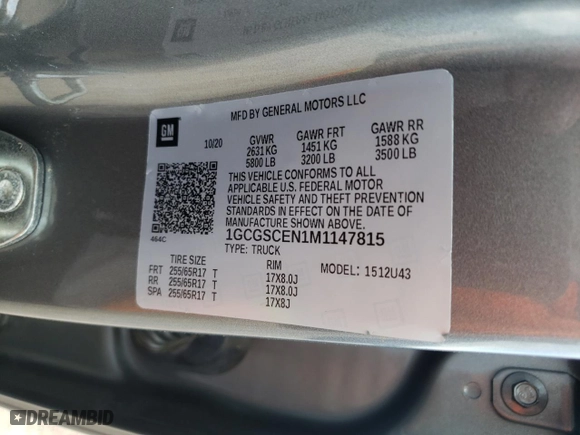 MFD BY GENERAL MOTORS LLC
GM
10/20
GVWR GAWR FRT GAWR RR
2631 KG 1451 KG 1588 KG
5800 LB 3200 LB 3500 LB
THIS VEHICLE CONFORMS TO ALL
APPLICABLE U.S. FEDERAL MOTOR
VEHICLE SAFETY AND THEFT PREVENTION
STANDARDS IN EFFECT ON THE DATE OF
MANUFACTURE SHOWN ABOVE.
464C
1GCGSCEN1M1147815
TYPE: TRUCK
TIRE SIZE RIM MODEL: 1512U43
FRT 255/65R17 T 17X8.0J
RR 255/65R17 T 17X8.0J
SPA 255/65R17 T 17X8J
DREAMBID